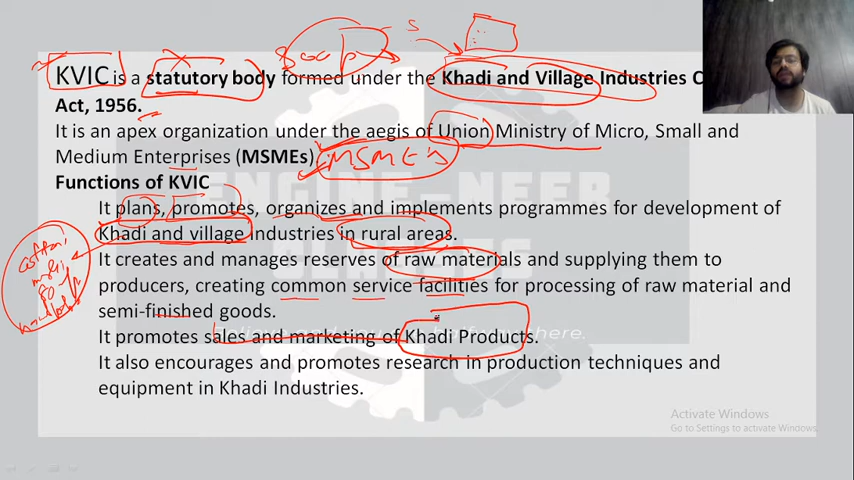 KVIC is a statutory body formed under the Khadi and Village Industries C
Act, 1956.
It is an apex organization under the aegis of Union Ministry of Micro, Small and
Medium Enterprises (MSMEs) MSME's
Functions of KVIC
It plans, promotes, organizes and implements programmes for development of
Khadi and village industries in rural areas.
It creates and manages reserves of raw materials and supplying them to
producers, creating common service facilities for processing of raw material and
semi-finished goods.
It promotes sales and marketing of Khadi Products.
It also encourages and promotes research in production techniques and
equipment in Khadi Industries.
ENGINE-NEER
Activate Windows
Go to Settings to activate Windows.